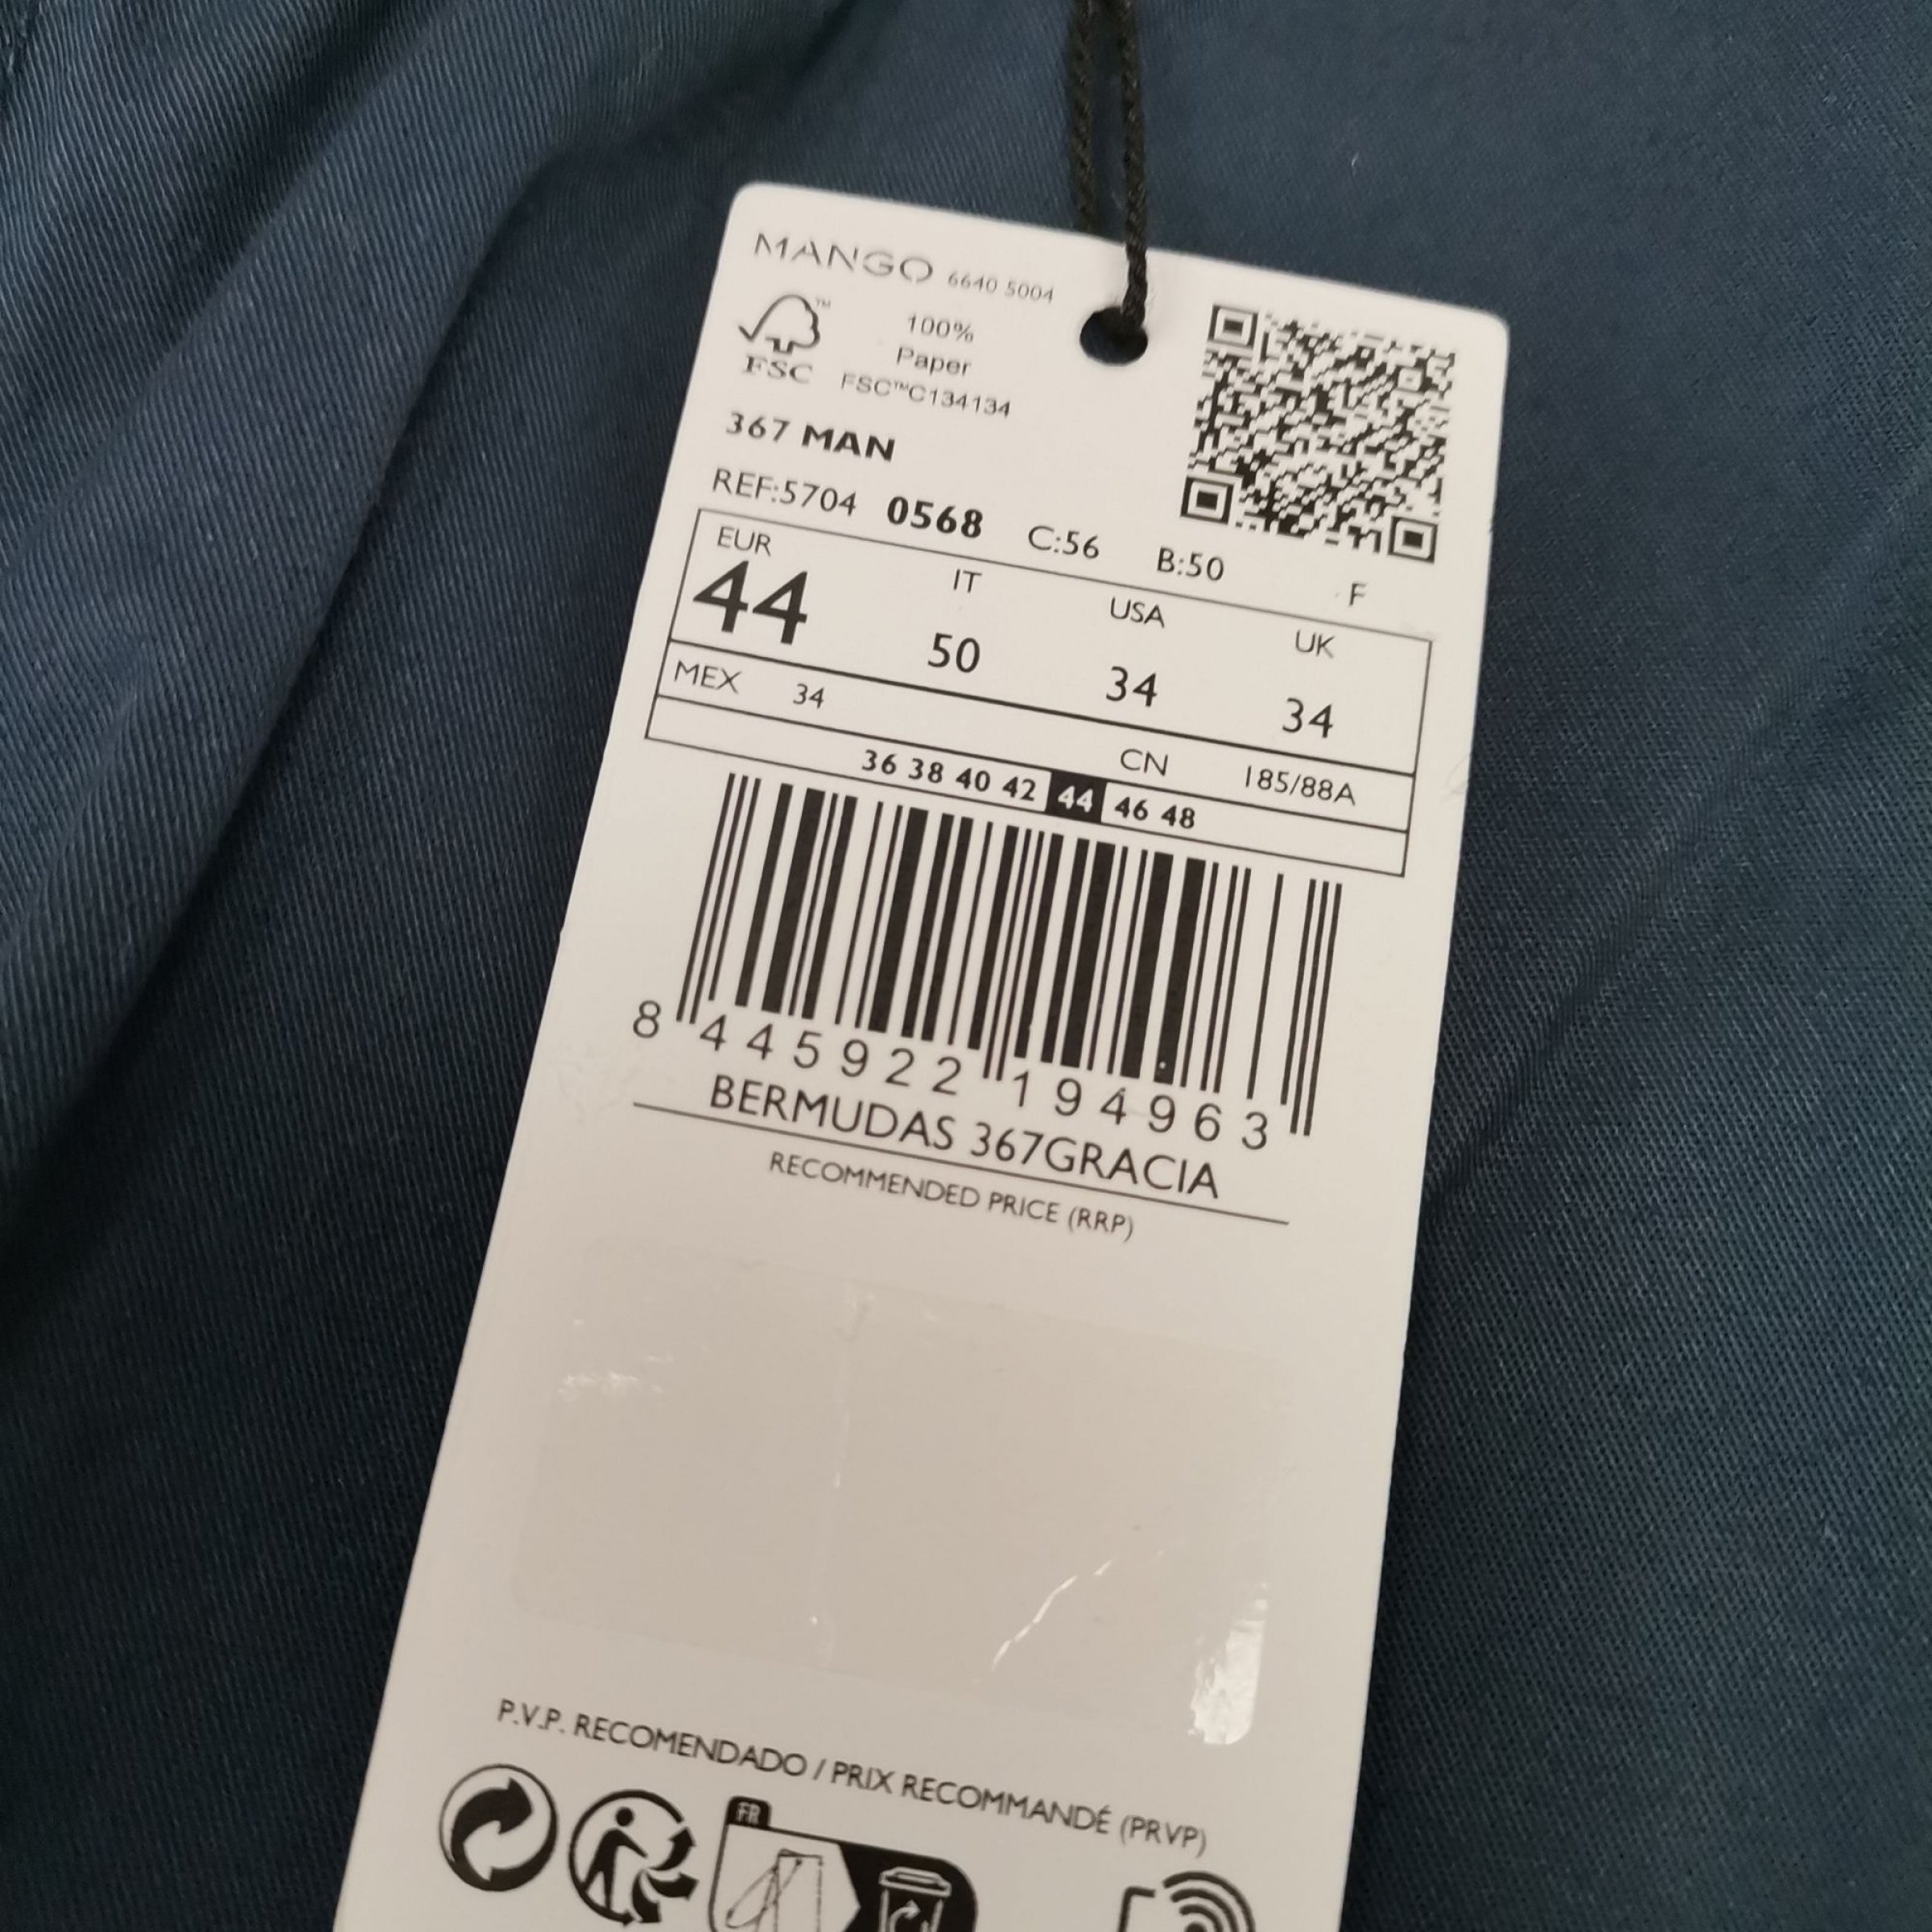 MANGO 6640 5004
FSC™
100%
Paper
FSC™C134134
367 MAN
REF:5704 0568 C:56 B:50 F
EUR IT USA UK
44 50 34 34
MEX 34 CN 185/88A
36 38 40 42 44 46 48
8 445922 194963
BERMUDAS 367GRACIA
RECOMMENDED PRICE (RRP)
P.V.P. RECOMENDADO / PRIX RECOMMANDÉ (PRVP)
FR